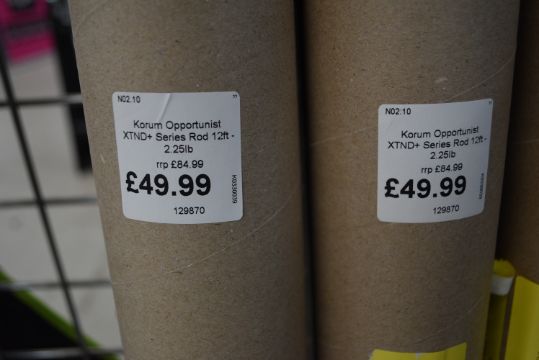 N02.10
Korum Opportunist
XTND+ Series Rod 12ft -
2.25lb
rrp £84.99
£49.99
129870
K0350039
N02.10
Korum Opportunist
XTND+ Series Rod 12ft -
2.25lb
rrp £84.99
£49.99
129870